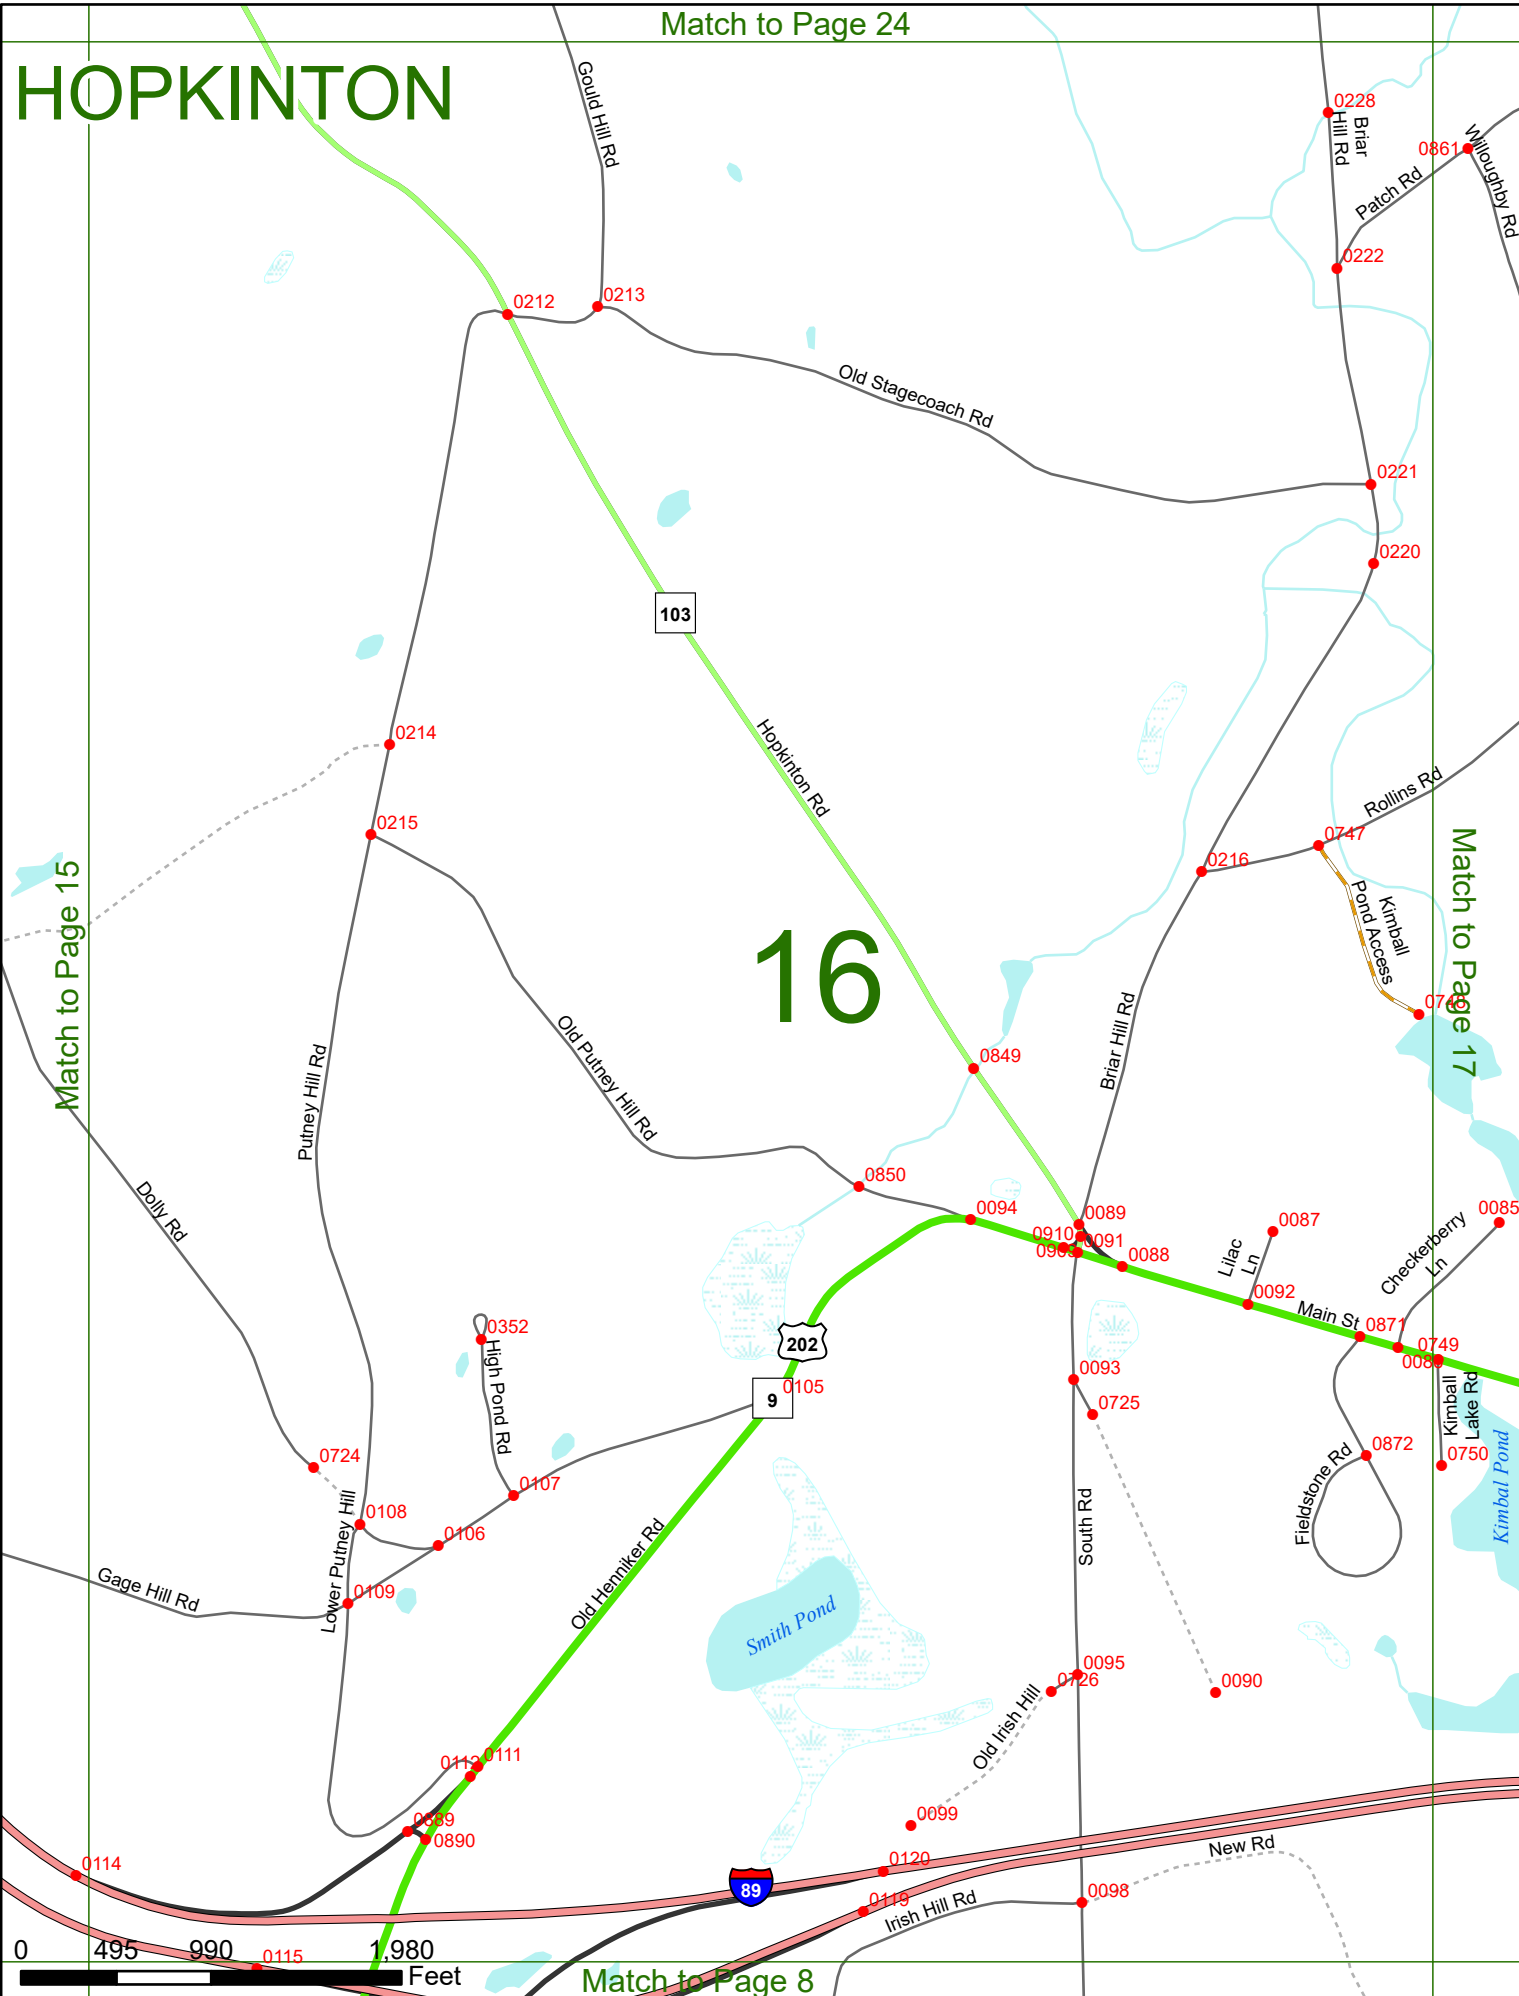 Match to Page 24
HOPKINTON
Gould Hill Rd
0228
Briar
Hill Rd
0861
Willoughby Rd
Patch Rd
0222
0212
0213
Old Stagecoach Rd
0221
0220
103
Hopkinton Rd
0214
0215
Rollins Rd
0747
0216
Kimball
Pond Access
0748
Match to Page 15
Match to Page 17
16
Old Putney Hill Rd
Putney Hill Rd
Briar Hill Rd
0849
0850
Dolly Rd
0094
0089
0910
0091
0088
0087
Lilac
Ln
0092
Checkerberry
Ln
0085
Main St
0871
0749
0352
High Pond Rd
202
9
0105
0093
0725
Kimball
Lake Rd
0750
0872
Fieldstone Rd
Kimbal Pond
0724
0107
0108
0106
Lower Putney Hill
0109
Gage Hill Rd
Old Henniker Rd
South Rd
Smith Pond
0095
0726
0090
Old Irish Hill
0099
0111
0112
0889
0890
0114
0120
89
New Rd
0119
Irish Hill Rd
0098
0115
0 495 990 1,980
Feet
Match to Page 8